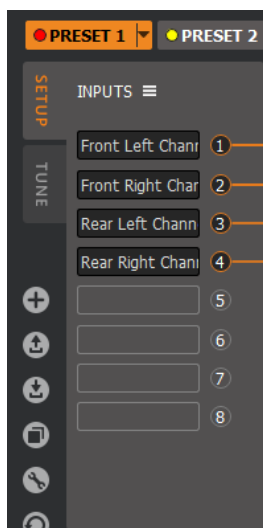 PRESET 1 PRESET 2
SETUP
TUNE
INPUTS
Front Left Chanr 1
Front Right Char 2
Rear Left Chann 3
Rear Right Chani 4
5
6
7
8